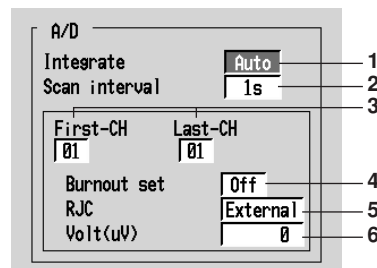 A/D
Integrate Auto 1
Scan interval 1s 2
3
First-CH Last-CH
01 01
Burnout set Off 4
RJC External 5
Volt(uV) 0 6